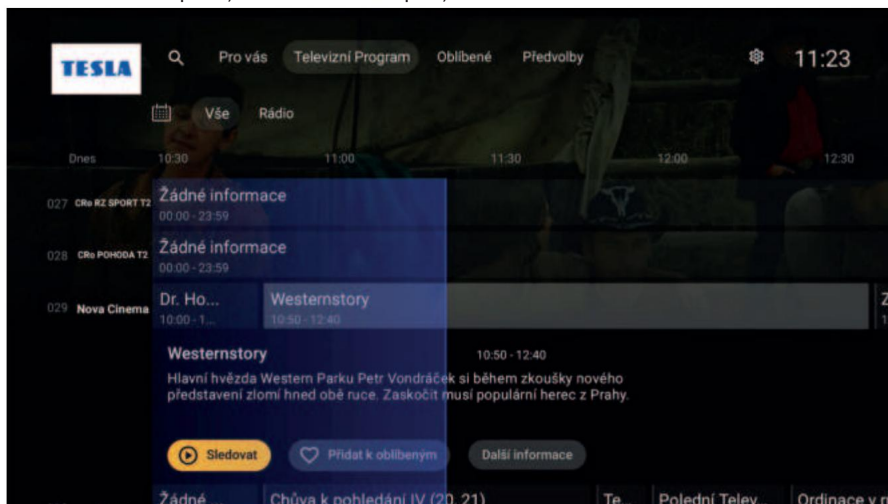 TESLA
Pro vás Televizní Program Oblíbené Předvolby 11:23
Vše Rádio
Dnes 10:30 11:00 11:30 12:00 12:30
027 CRo RZ SPORT T2 Žádné informace
00:00 - 23:59
028 CRo POHODA T2 Žádné informace
00:00 - 23:59
029 Nova Cinema Dr. Ho... Westernstory
10:00 - 1... 10:50 - 12:40
Westernstory 10:50 - 12:40
Hlavní hvězda Western Parku Petr Vondráček si během zkoušky nového
představení zlomí hned obě ruce. Zaskočit musí populární herec z Prahy.
Sledovat Přidat k oblíbeným Další informace
Žádné ... Chůva k pohledání IV (20, 21) Te... Polední Telev... Ordinace v